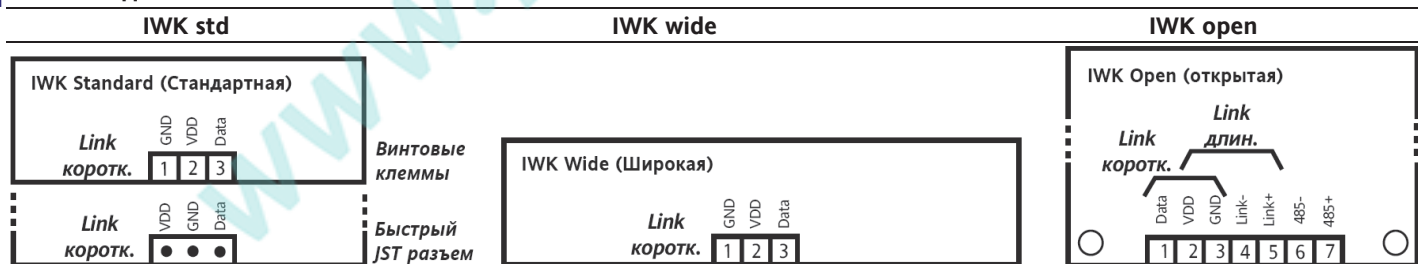 IWK std IWK wide IWK open
IWK Standard (Стандартная)
Link
коротк.
GND VDD Data
1 2 3
Винтовые
клеммы
Link
коротк.
VDD GND Data
Быстрый
JST разъем
IWK Wide (Широкая)
Link
коротк.
GND VDD Data
1 2 3
IWK Open (открытая)
Link
длин.
Link
коротк.
Data VDD GND Link- Link+ 485- 485+
1 2 3 4 5 6 7